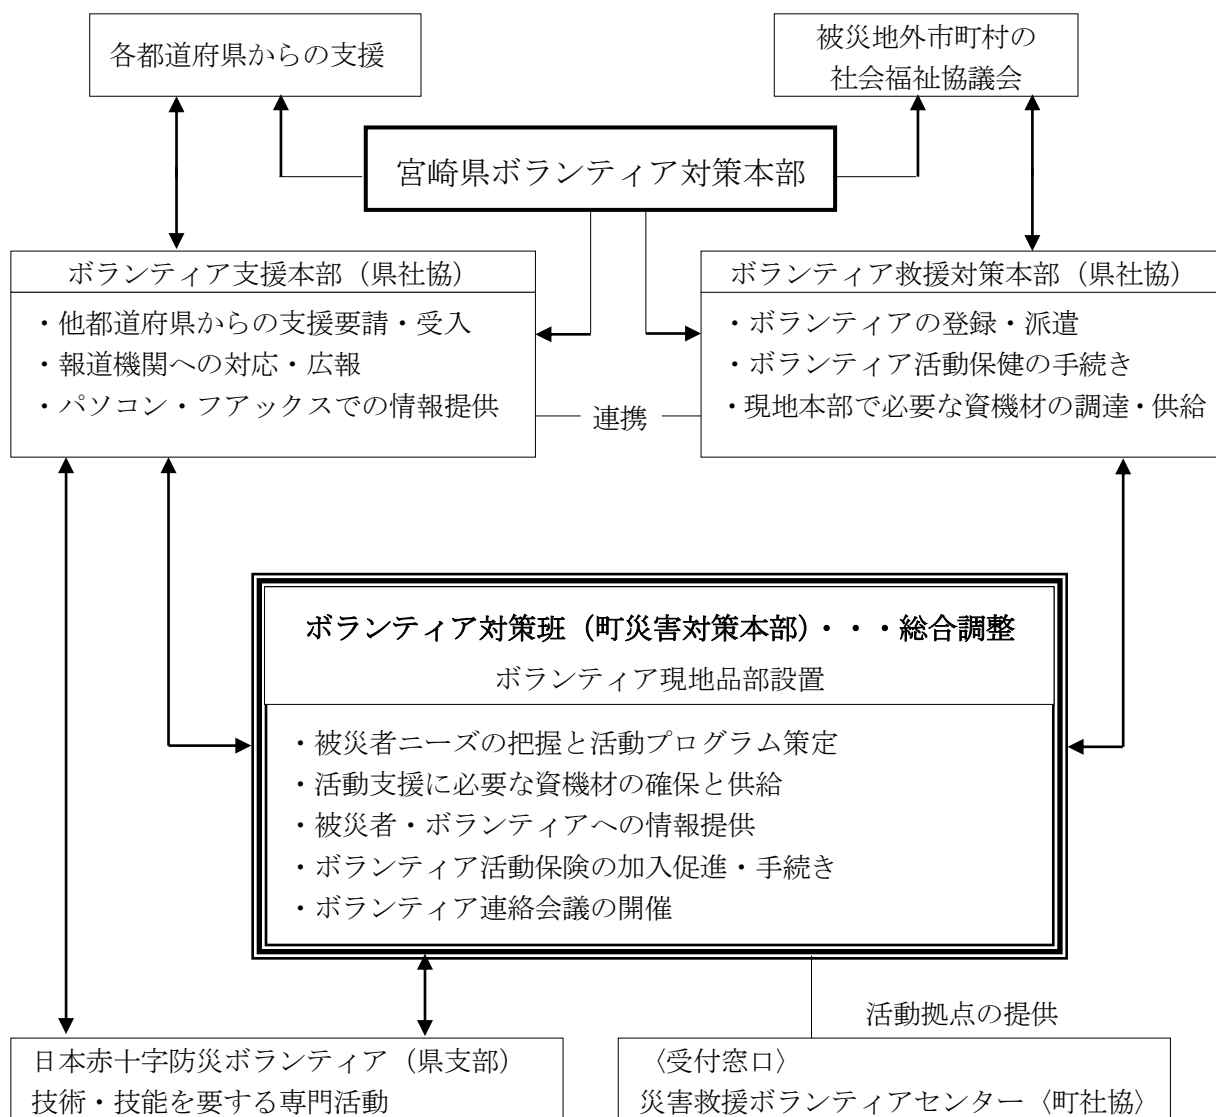 各都道府県からの支援
被災地外市町村の
社会福祉協議会
宮崎県ボランティア対策本部
ボランティア支援本部（県社協）
・他都道府県からの支援要請・受入
・報道機関への対応・広報
・パソコン・フアックスでの情報提供
連携
ボランティア救援対策本部（県社協）
・ボランティアの登録・派遣
・ボランティア活動保健の手続き
・現地本部で必要な資機材の調達・供給
ボランティア対策班（町災害対策本部）・・・総合調整
ボランティア現地品部設置
・被災者ニーズの把握と活動プログラム策定
・活動支援に必要な資機材の確保と供給
・被災者・ボランティアへの情報提供
・ボランティア活動保険の加入促進・手続き
・ボランティア連絡会議の開催
活動拠点の提供
日本赤十字防災ボランティア（県支部）
技術・技能を要する専門活動
〈受付窓口〉
災害救援ボランティアセンター〈町社協〉